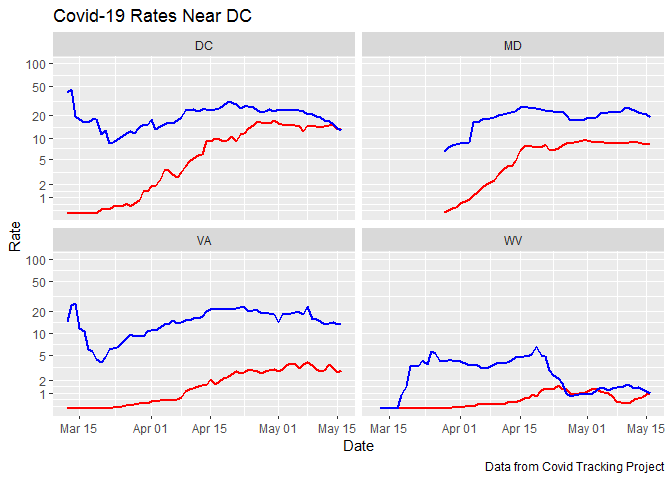 Covid-19 Rates Near DC
DC
MD
100
50
20
10
5
2
1
VA
WV
100
50
20
10
5
2
1
Rate
Mar 15
Apr 01
Apr 15
May 01
May 15
Mar 15
Apr 01
Apr 15
May 01
May 15
Date
Data from Covid Tracking Project